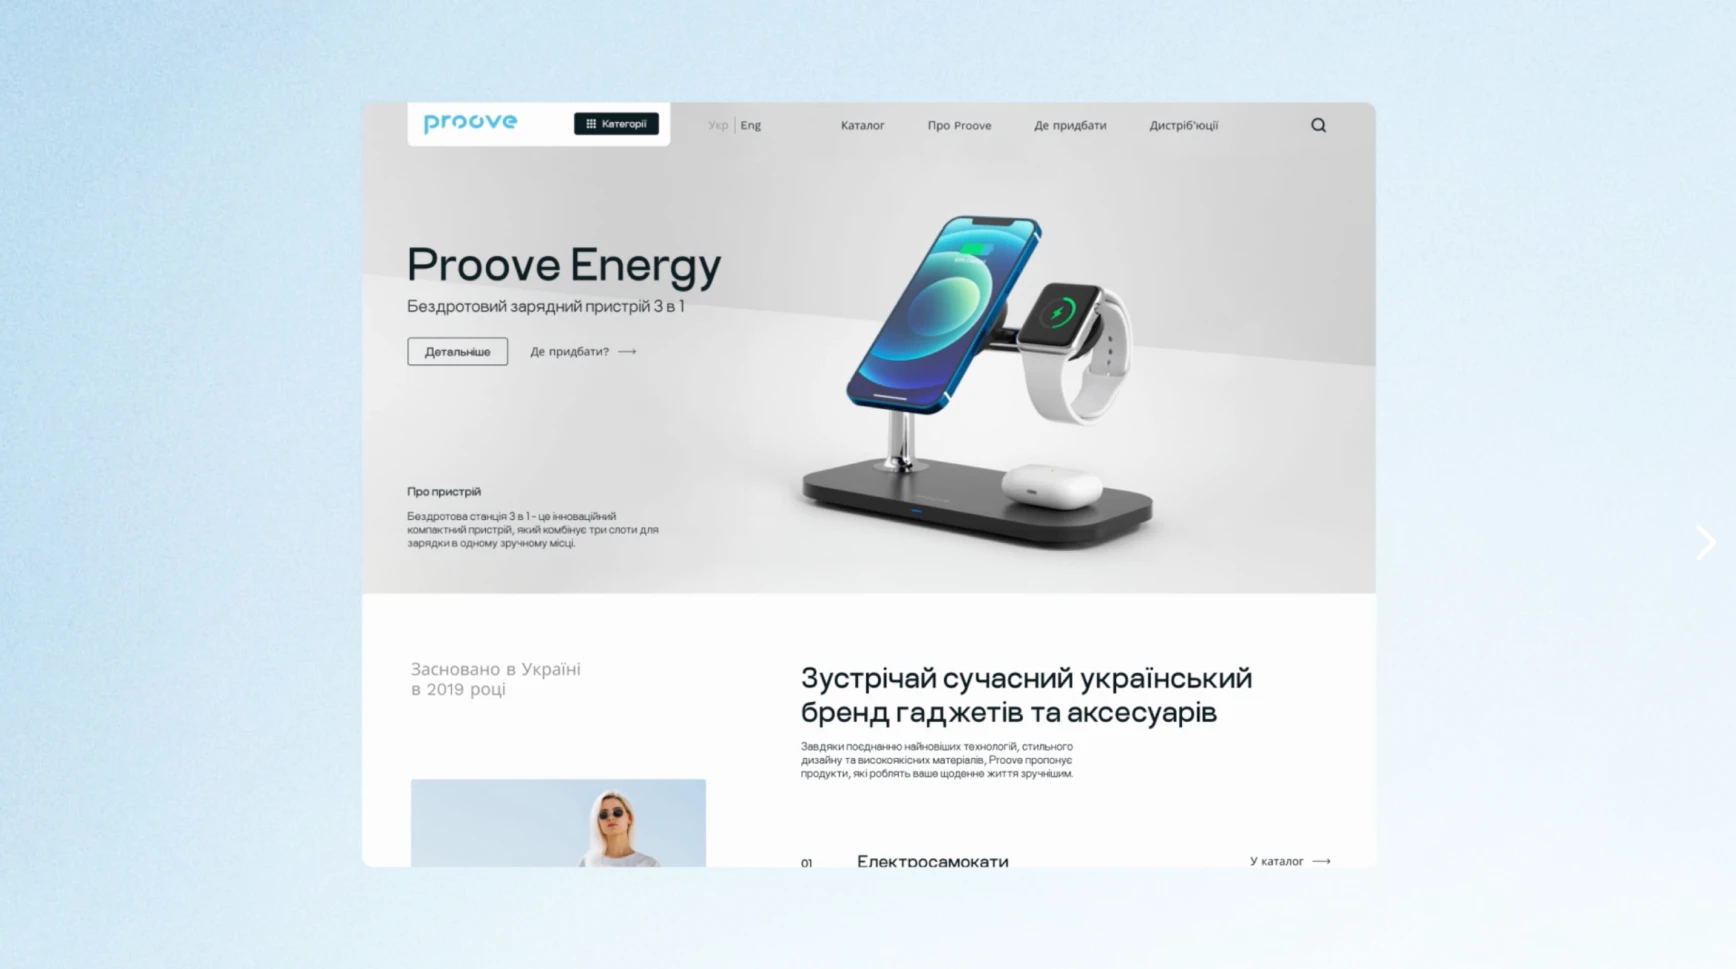 proove
Категорії
Укр | Eng
Каталог
Про Proove
Де придбати
Дистриб'юції
Proove Energy
Бездротовий зарядний пристрій 3 в 1
Детальніше
Де придбати?
Про пристрій
Бездротова станція 3 в 1 - це інноваційний
компактний пристрій, який комбінує три слоти для
зарядки в одному зручному місці.
Засновано в Україні
в 2019 році
Зустрічай сучасний український
бренд гаджетів та аксесуарів
Завдяки поєднанню найновіших технологій, стильного
дизайну та високоякісних матеріалів, Proove пропонує
продукти, які роблять ваше щоденне життя зручнішим.
01
Електросамокати
У каталог